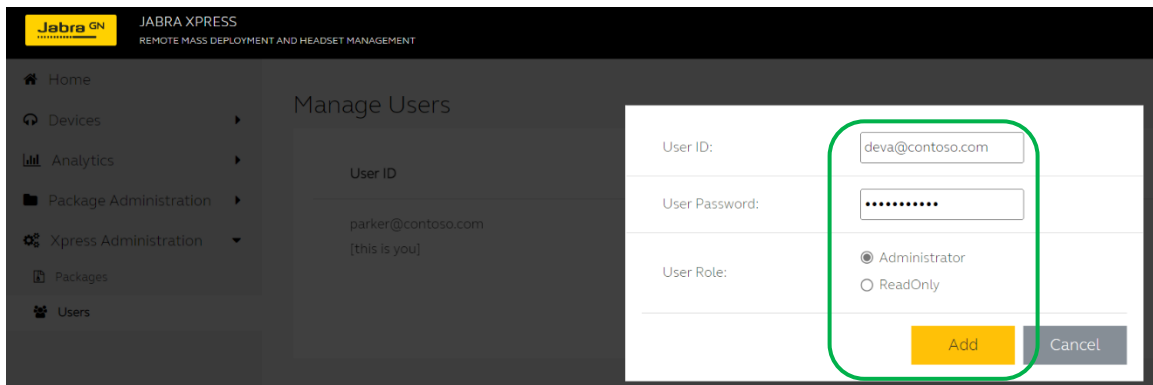 Jabra GN
JABRA XPRESS
REMOTE MASS DEPLOYMENT AND HEADSET MANAGEMENT
Home
Devices
Analytics
Package Administration
Xpress Administration
Packages
Users
Manage Users
User ID
parker@contoso.com
[this is you]
User ID:
deva@contoso.com
User Password:
•••••••••••
User Role:
Administrator
ReadOnly
Add
Cancel